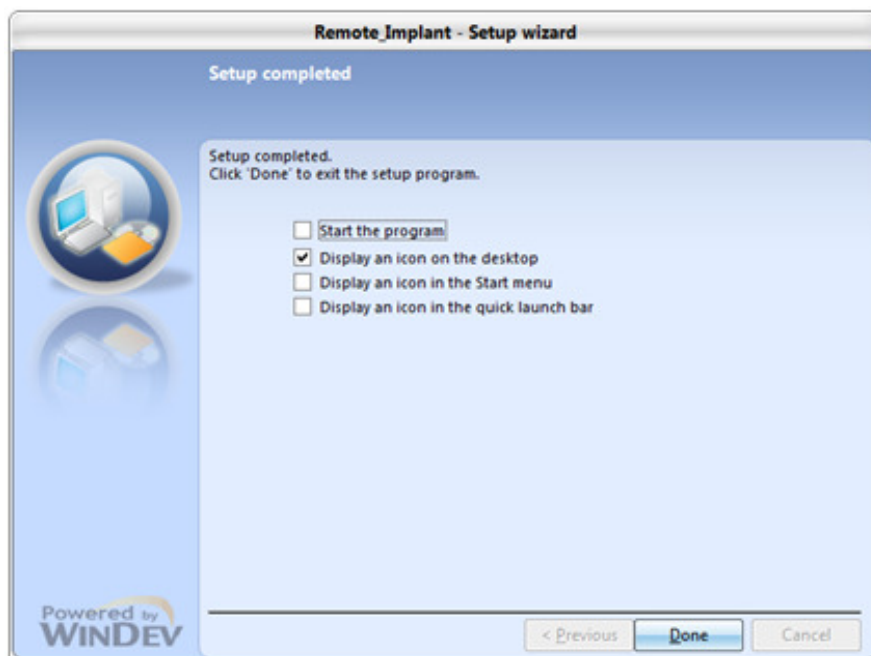 Remote_Implant - Setup wizard
Setup completed
Setup completed.
Click 'Done' to exit the setup program.
Start the program
Display an icon on the desktop
Display an icon in the Start menu
Display an icon in the quick launch bar
Powered by
WINDEV
< Previous Done Cancel